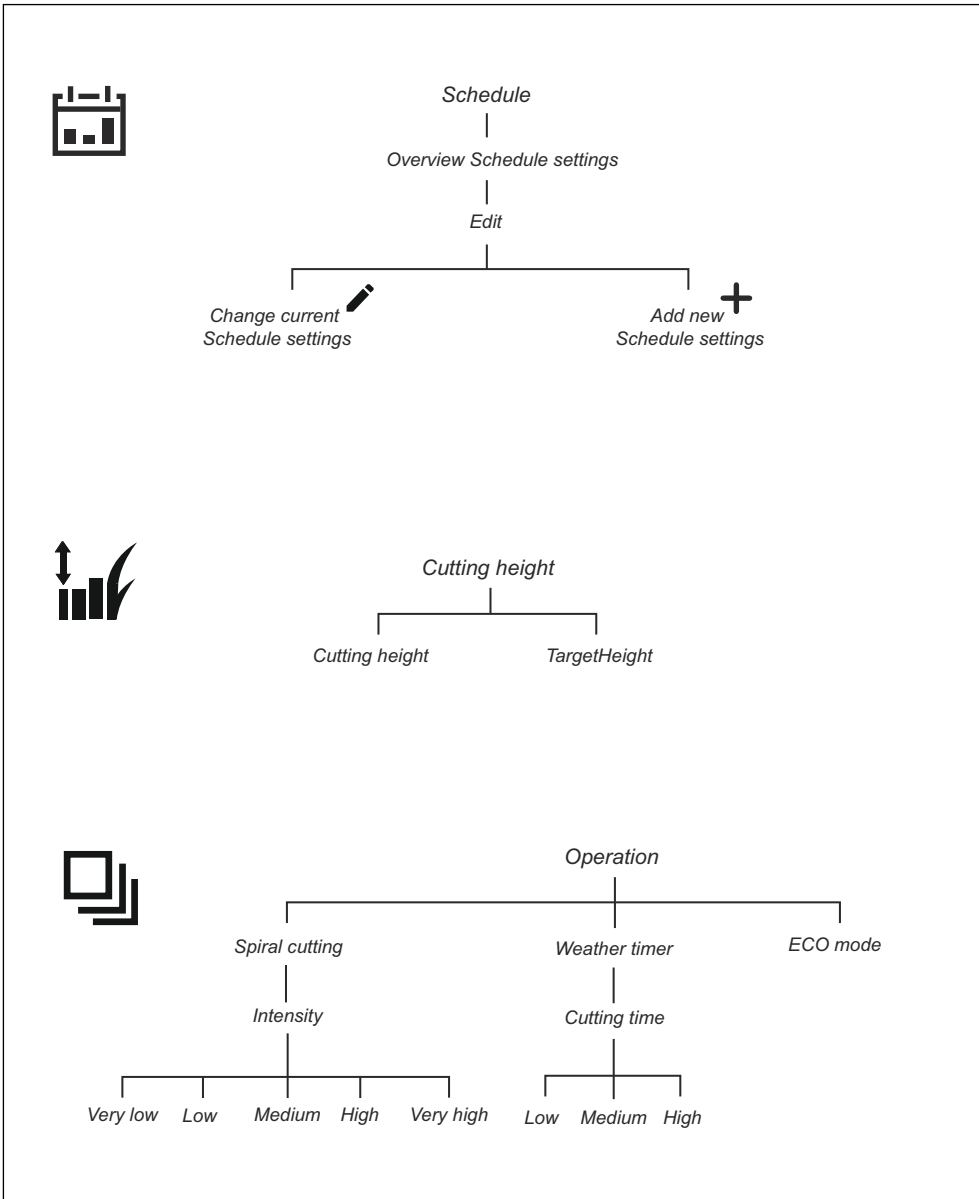 Schedule
Overview Schedule settings
Edit
Change current
Schedule settings
Add new
Schedule settings
Cutting height
Cutting height
TargetHeight
Operation
Spiral cutting
Weather timer
ECO mode
Intensity
Cutting time
Very low
Low
Medium
High
Very high
Low
Medium
High